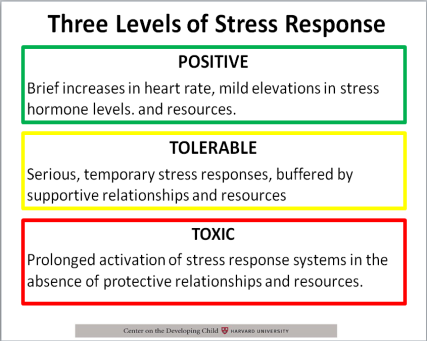 Three Levels of Stress Response
POSITIVE
Brief increases in heart rate, mild elevations in stress
hormone levels. and resources.
TOLERABLE
Serious, temporary stress responses, buffered by
supportive relationships and resources
TOXIC
Prolonged activation of stress response systems in the
absence of protective relationships and resources.
Center on the Developing Child HARVARD UNIVERSITY